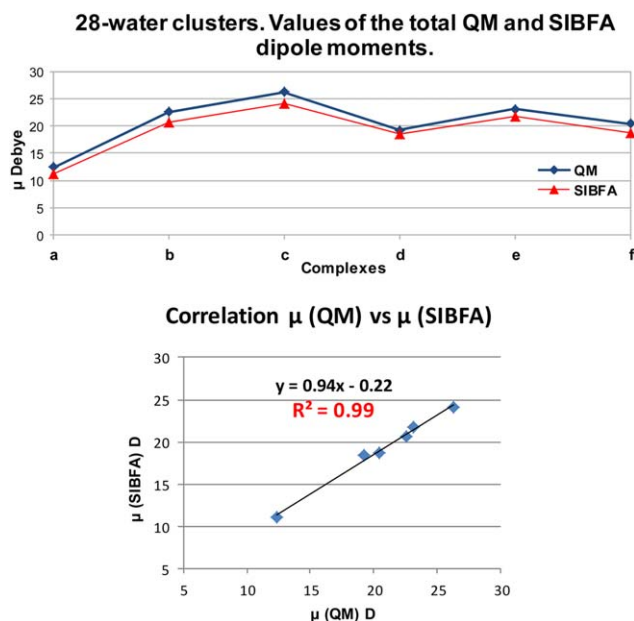 28-water clusters. Values of the total QM and SIBFA
dipole moments.
30
25
20
15
10
5
0
μ Debye
a b c d e f
Complexes
QM
SIBFA
Correlation μ (QM) vs μ (SIBFA)
y = 0.94x - 0.22
R² = 0.99
30
25
20
15
10
5
μ (SIBFA) D
5 10 15 20 25 30
μ (QM) D